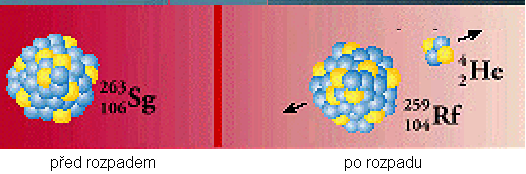 263
106Sg
4
2He
259
104Rf
před rozpadem
po rozpadu